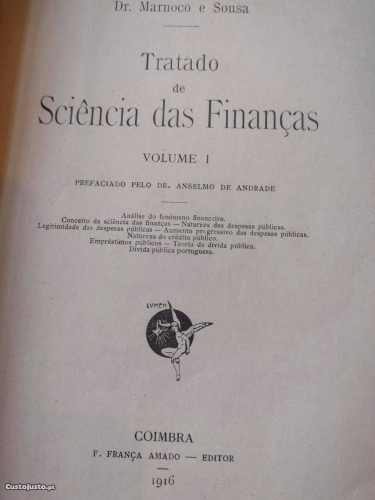 Dr. Marnoco e Sousa
Tratado
de
Sciência das Finanças
VOLUME I
PREFACIADO PELO DR. ANSELMO DE ANDRADE
Análise do fenómeno financeiro.
Conceito da sciência das finanças — Natureza das despesas públicas.
Legitimidade das despesas públicas — Aumento progressivo das despesas públicas.
Natureza do crédito público.
Empréstimos públicos — Teoria da dívida pública.
Dívida pública portuguesa.
LVMEN
COIMBRA
F. FRANÇA AMADO — EDITOR
1916
CustoJusto.pt